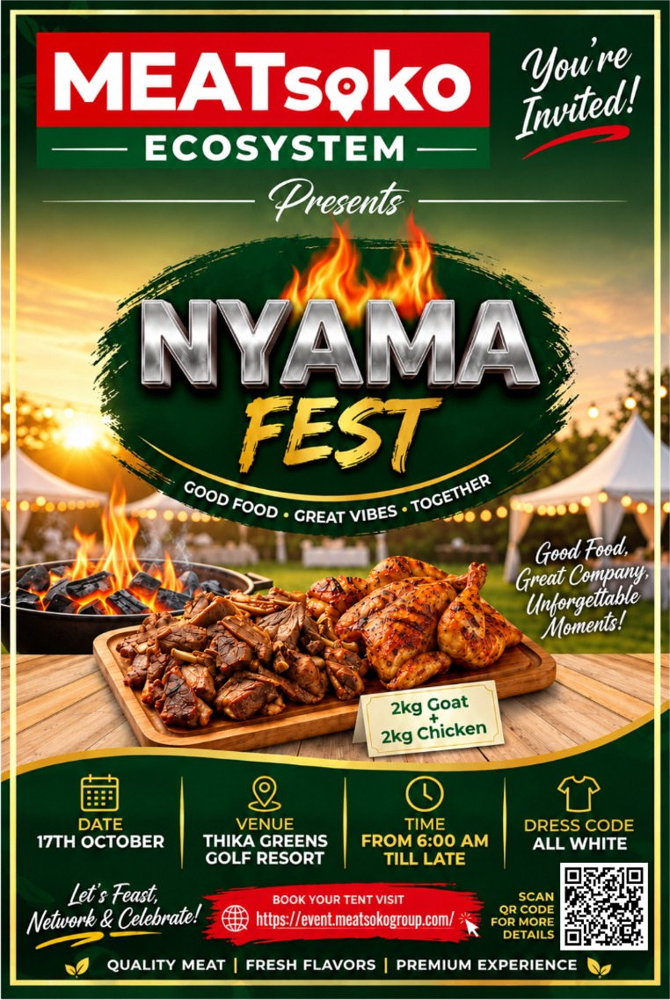 MEATsoko
ECOSYSTEM
You're
Invited!
Presents
NYAMA
FEST
GOOD FOOD • GREAT VIBES • TOGETHER
Good Food,
Great Company,
Unforgettable
Moments!
2kg Goat
+
2kg Chicken
DATE
17TH OCTOBER
VENUE
THIKA GREENS
GOLF RESORT
TIME
FROM 6:00 AM
TILL LATE
DRESS CODE
ALL WHITE
Let's Feast,
Network & Celebrate!
BOOK YOUR TENT VISIT
https://event.meatsokogroup.com/
SCAN
QR CODE
FOR MORE
DETAILS
QUALITY MEAT | FRESH FLAVORS | PREMIUM EXPERIENCE